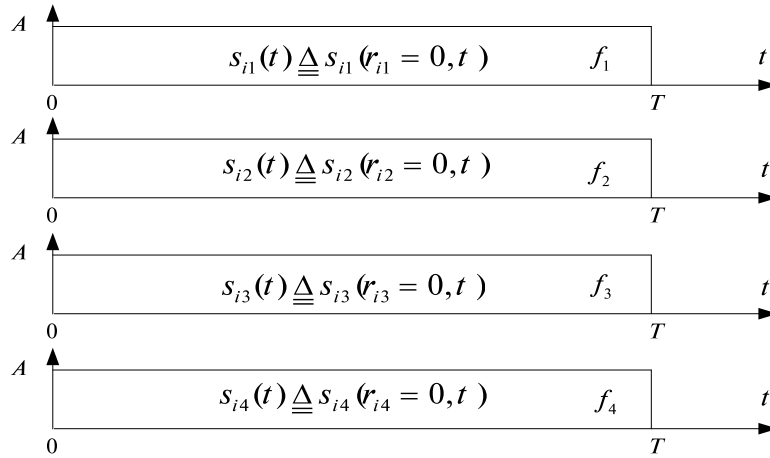 A
s_{i1}(t) ≜ s_{i1}(r_{i1} = 0, t) f_1 t
0 T
A
s_{i2}(t) ≜ s_{i2}(r_{i2} = 0, t) f_2 t
0 T
A
s_{i3}(t) ≜ s_{i3}(r_{i3} = 0, t) f_3 t
0 T
A
s_{i4}(t) ≜ s_{i4}(r_{i4} = 0, t) f_4 t
0 T